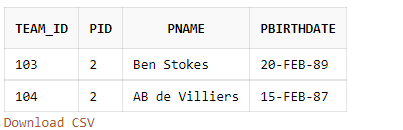 TEAM_ID PID PNAME PBIRTHDATE
103 2 Ben Stokes 20-FEB-89
104 2 AB de Villiers 15-FEB-87
Download CSV